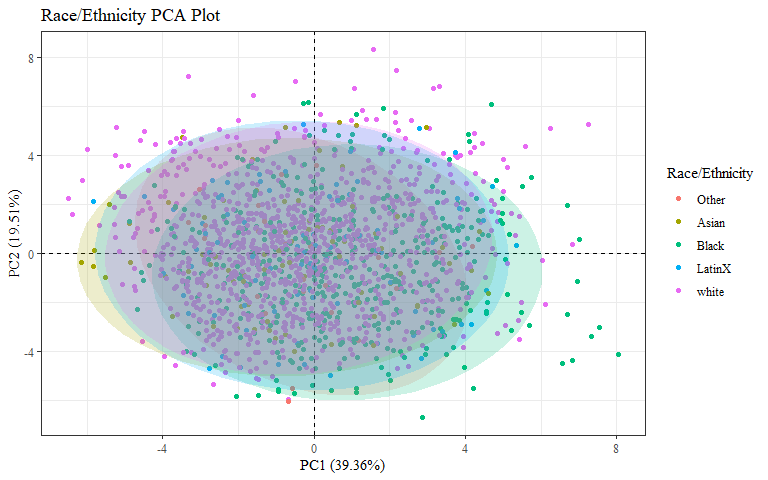 Race/Ethnicity PCA Plot
8
4
0
-4
PC2 (19.51%)
-4
0
4
8
PC1 (39.36%)
Race/Ethnicity
Other
Asian
Black
LatinX
white